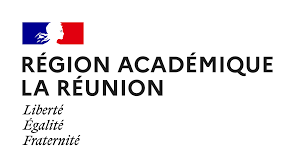 RÉGION ACADÉMIQUE
LA RÉUNION
Liberté
Égalité
Fraternité